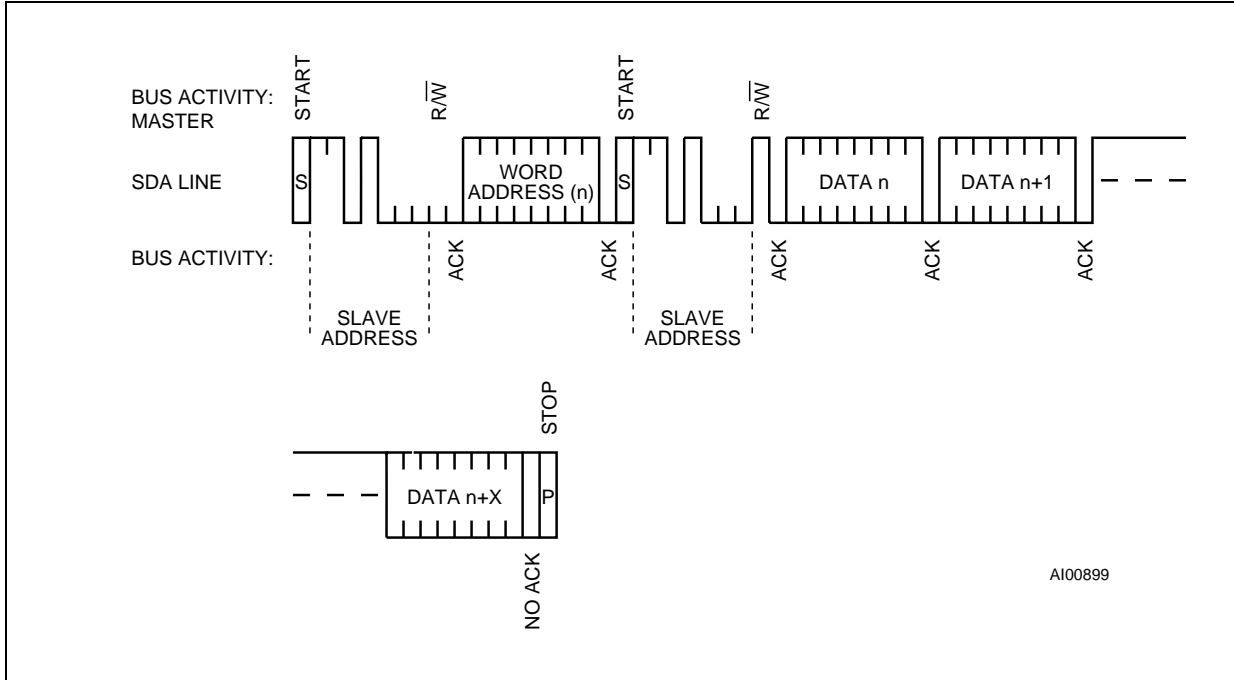 START
R/W
START
R/W
BUS ACTIVITY:
MASTER
SDA LINE
S
WORD
ADDRESS (n)
S
DATA n
DATA n+1
BUS ACTIVITY:
ACK
ACK
ACK
ACK
ACK
SLAVE
ADDRESS
SLAVE
ADDRESS
STOP
DATA n+X
P
NO ACK
AI00899